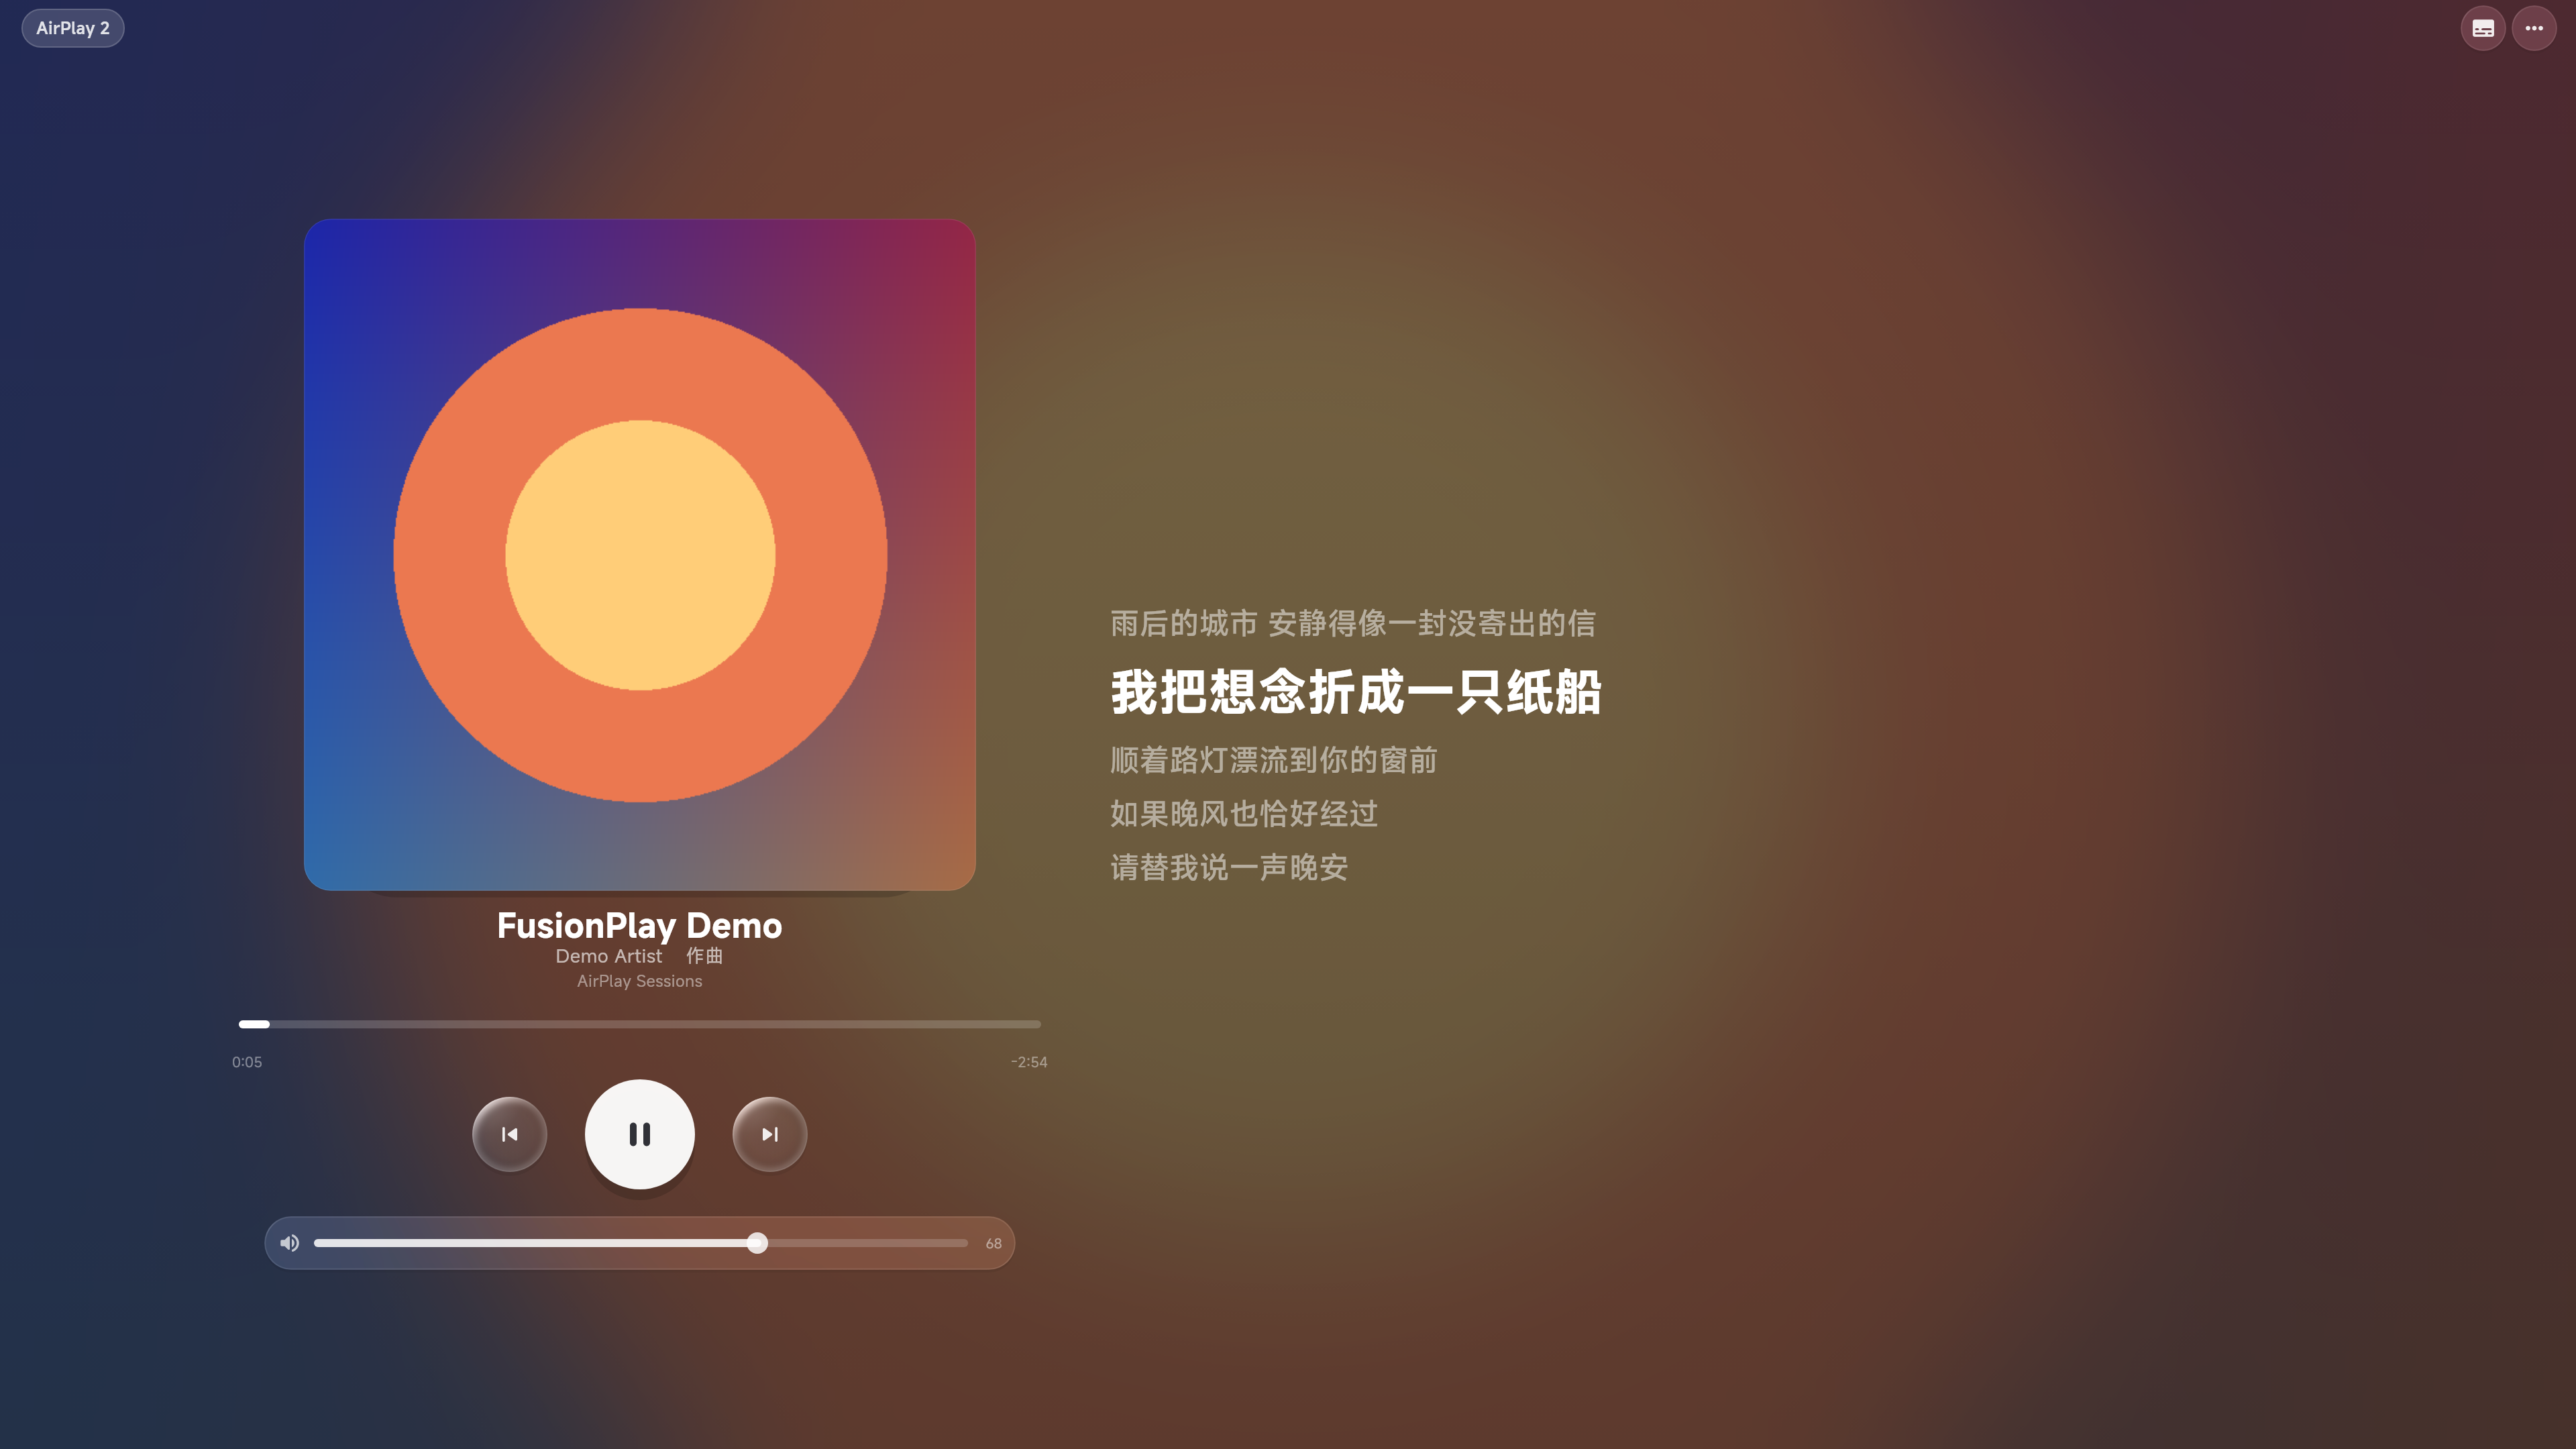 AirPlay 2
FusionPlay Demo
Demo Artist 作曲
AirPlay Sessions
0:05
-2:54
68
雨后的城市 安静得像一封没寄出的信
我把想念折成一只纸船
顺着路灯漂流到你的窗前
如果晚风也恰好经过
请替我说一声晚安